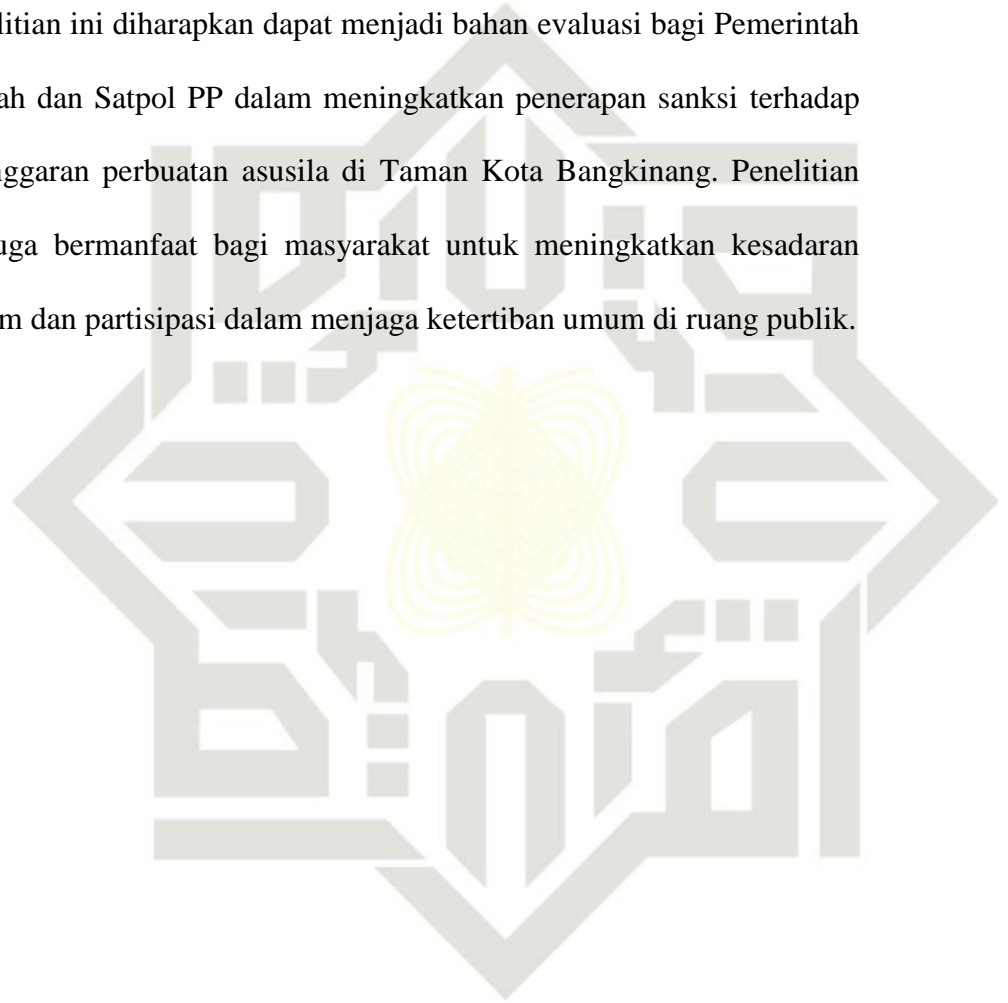 litian ini diharapkan dapat menjadi bahan evaluasi bagi Pemerintah
ah dan Satpol PP dalam meningkatkan penerapan sanksi terhadap
nggaran perbuatan asusila di Taman Kota Bangkinang. Penelitian
uga bermanfaat bagi masyarakat untuk meningkatkan kesadaran
m dan partisipasi dalam menjaga ketertiban umum di ruang publik.